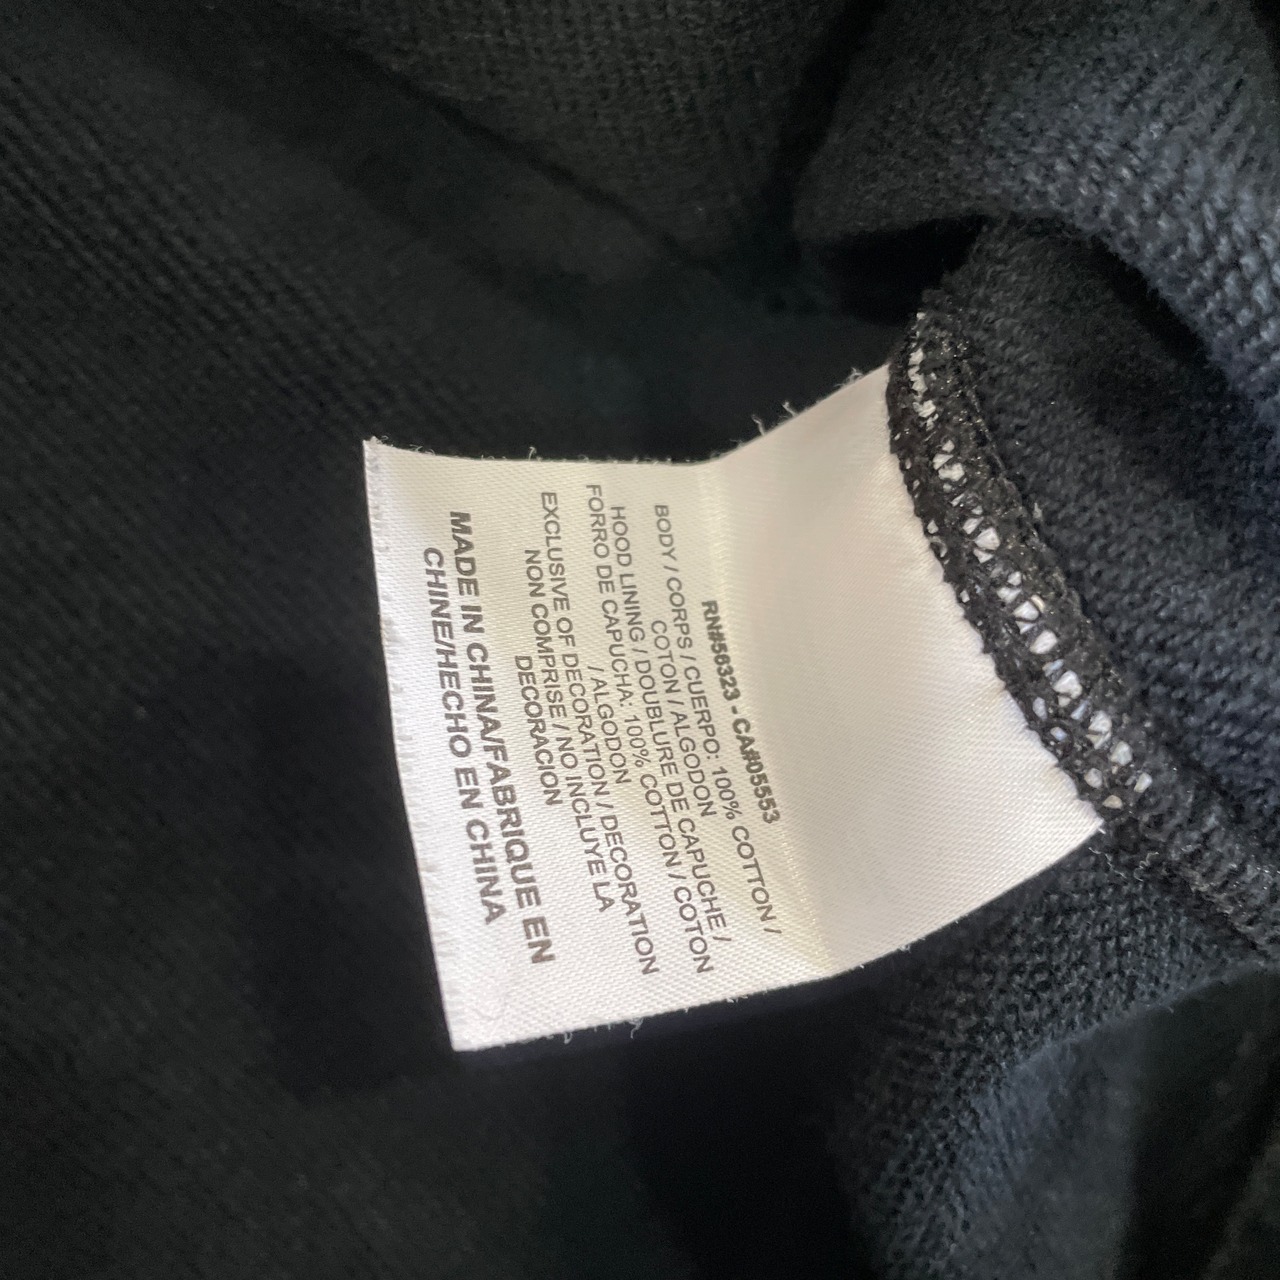 RN#56323 - CA#05553
BODY / CORPS / CUERPO: 100% COTTON /
COTON / ALGODON
HOOD LINING / DOUBLURE DE CAPUCHE /
FORRO DE CAPUCHA: 100% COTTON / COTON
/ ALGODON
EXCLUSIVE OF DECORATION / DECORATION
NON COMPRISE / NO INCLUYE LA
DECORACION
MADE IN CHINA/FABRIQUE EN
CHINE/HECHO EN CHINA